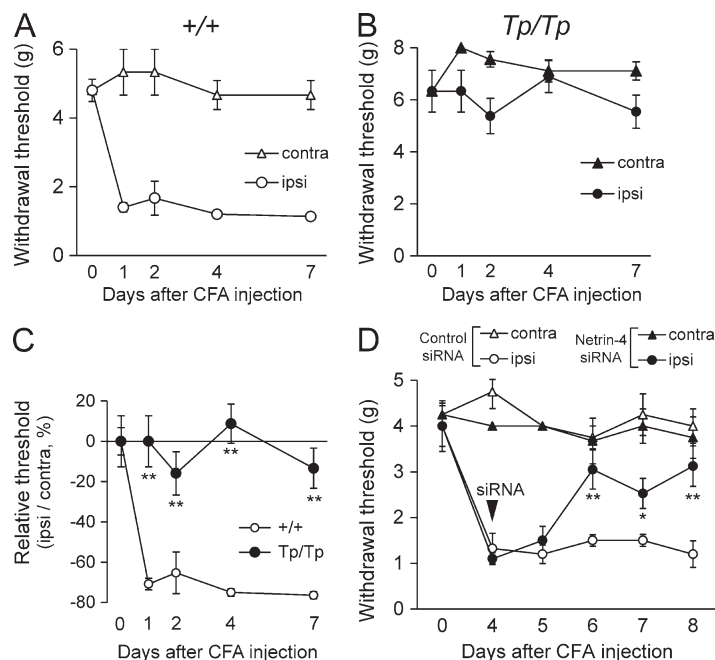 A
+/+
Withdrawal threshold (g)
6
4
2
0
contra
ipsi
0 1 2 4 7
Days after CFA injection
B
Tp/Tp
Withdrawal threshold (g)
8
6
4
2
0
contra
ipsi
0 1 2 4 7
Days after CFA injection
C
Relative threshold
(ipsi / contra, %)
20
0
-20
-40
-60
-80
** ** ** **
+/+
Tp/Tp
0 1 2 4 7
Days after CFA injection
D
Control
siRNA
contra
ipsi
Netrin-4
siRNA
contra
ipsi
Withdrawal threshold (g)
5
4
3
2
1
0
siRNA
** * **
0 4 5 6 7 8
Days after CFA injection